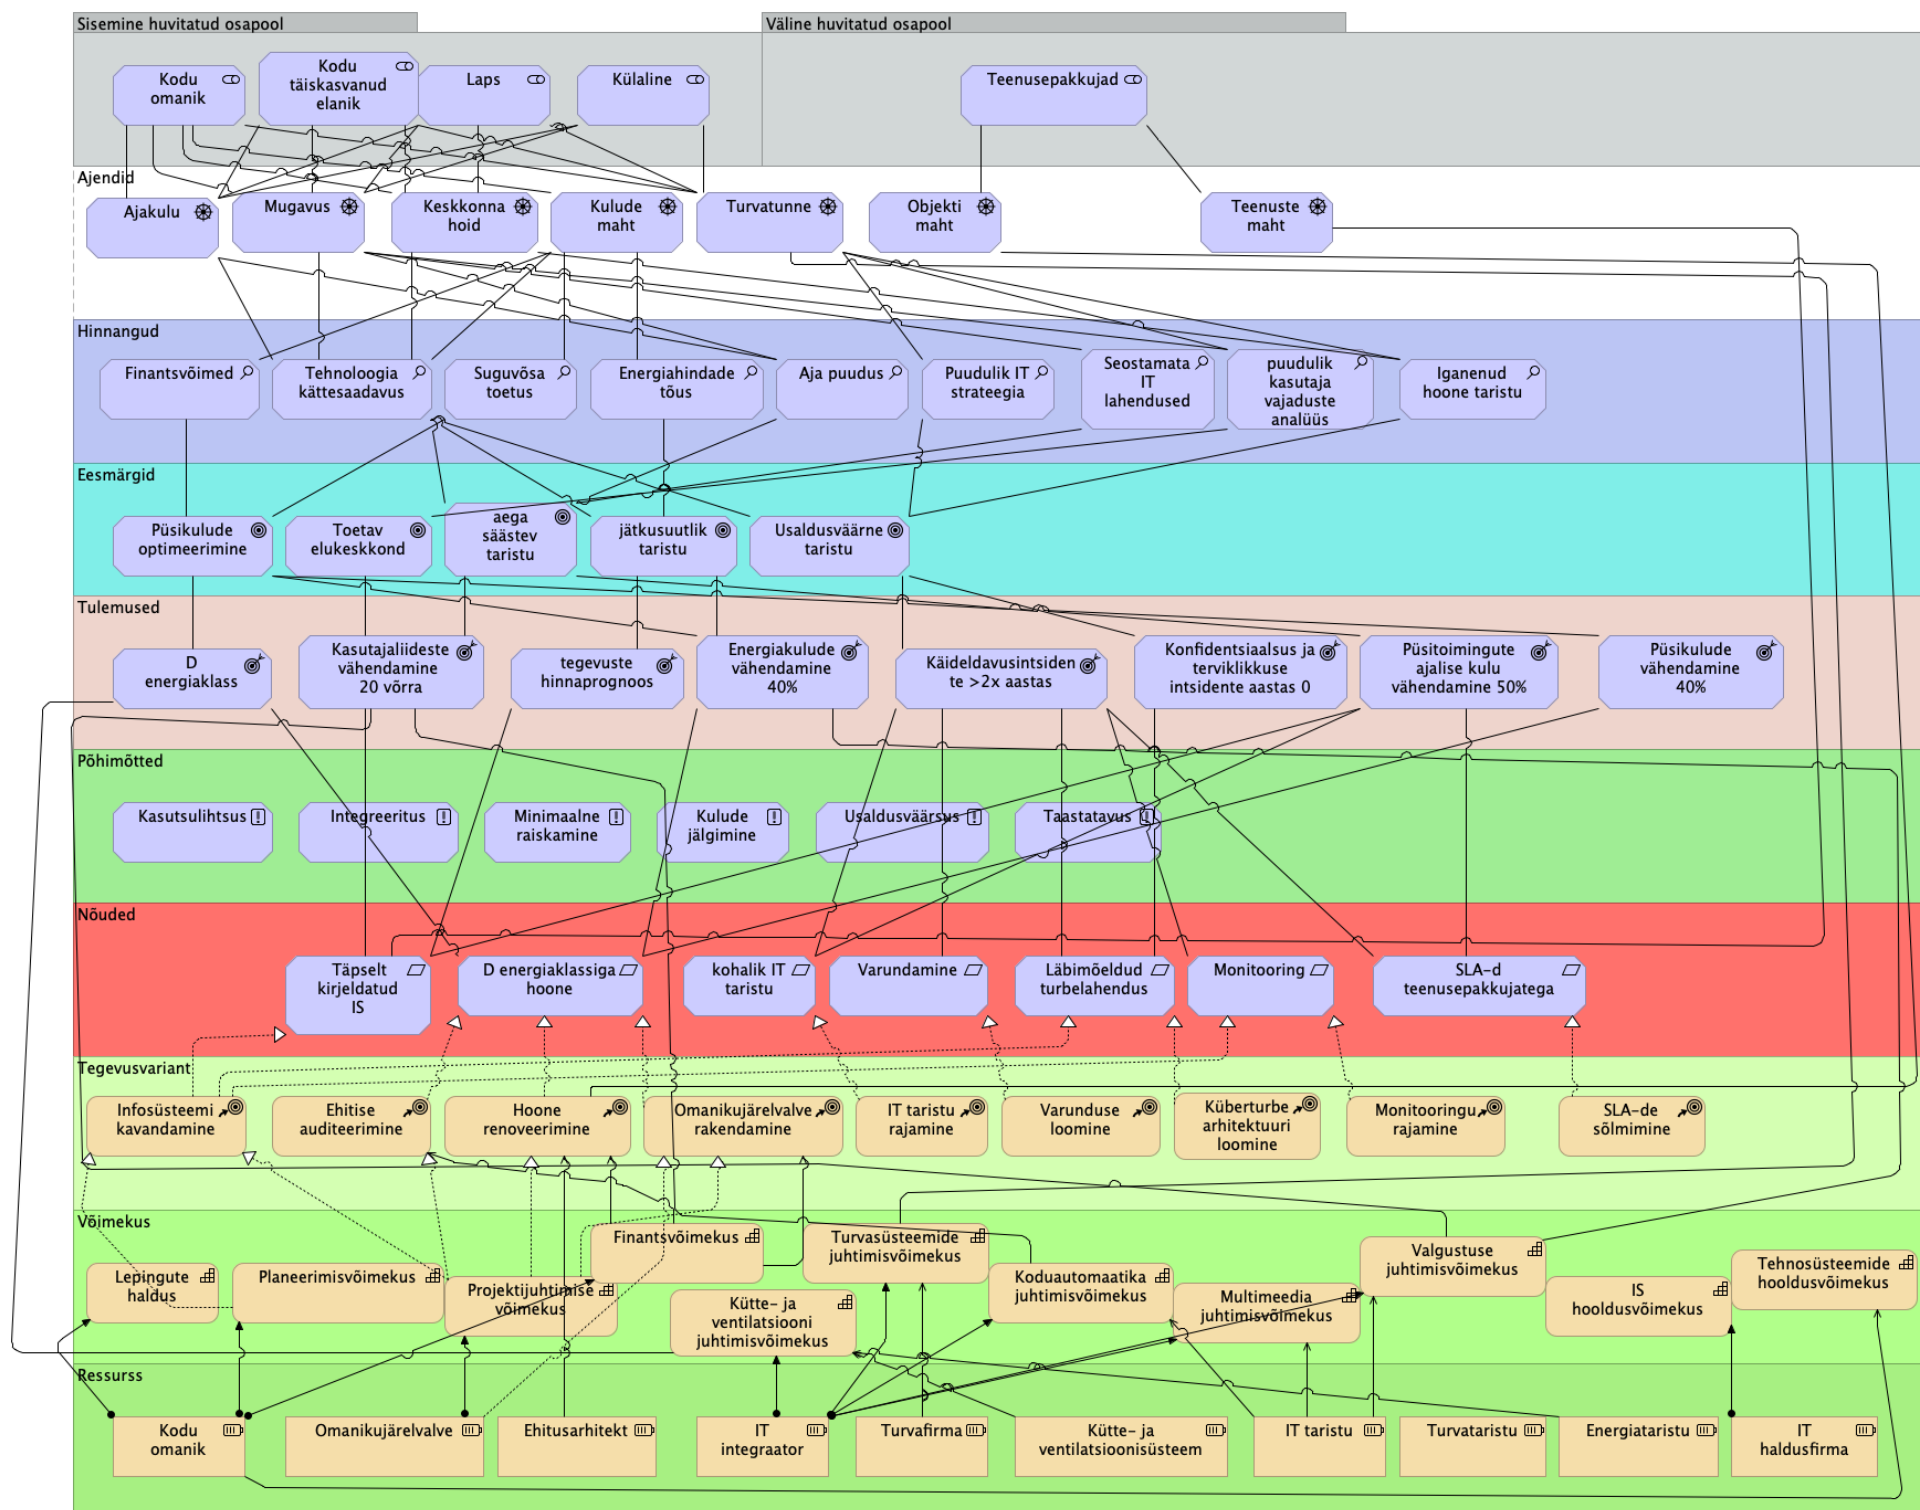 Sisemine huvitatud osapool
Väline huvitatud osapool
Kodu
omanik
Kodu
täiskasvanud
elanik
Laps
Külaline
Teenusepakkujad
Ajendid
Ajakulu
Mugavus
Keskkonna
hoid
Kulude
maht
Turvatunne
Objekti
maht
Teenuste
maht
Hinnangud
Finantsvõimed
Tehnoloogia
kättesaadavus
Suguvõsa
toetus
Energiahindade
tõus
Aja puudus
Puudulik IT
strateegia
Seostamata
IT
lahendused
puudulik
kasutaja
vajaduste
analüüs
Iganenud
hoone taristu
Eesmärgid
Püsikulude
optimeerimine
Toetav
elukeskkond
aega
säästev
taristu
jätkusuutlik
taristu
Usaldusväärne
taristu
Tulemused
D
energiaklass
Kasutajaliideste
vähendamine
20 võrra
tegevuste
hinnaprognoos
Energiakulude
vähendamine
40%
Käideldavusintsiden
te >2x aastas
Konfidentsiaalsus ja
terviklikkuse
intsidente aastas 0
Püsitoimingute
ajalise kulu
vähendamine 50%
Püsikulude
vähendamine
40%
Põhimõtted
Kasutsulihtsus
Integreeritus
Minimaalne
raiskamine
Kulude
jälgimine
Usaldusväärsus
Taastatavus
Nõuded
Täpselt
kirjeldatud
IS
D energiaklassiga
hoone
kohalik IT
taristu
Varundamine
Läbimõeldud
turbelahendus
Monitooring
SLA-d
teenusepakkujatega
Tegevusvariant
Infosüsteemi
kavandamine
Ehitise
auditeerimine
Hoone
renoveerimine
Omanikujärelvalve
rakendamine
IT taristu
rajamine
Varunduse
loomine
Küberturbe
arhitektuuri
loomine
Monitooringu
rajamine
SLA-de
sõlmimine
Võimekus
Lepingute
haldus
Planeerimisvõimekus
Projektijuhtimise
võimekus
Finantsvõimekus
Kütte- ja
ventilatsiooni
juhtimisvõimekus
Turvasüsteemide
juhtimisvõimekus
Koduautomaatika
juhtimisvõimekus
Multimeedia
juhtimisvõimekus
Valgustuse
juhtimisvõimekus
IS
hooldusvõimekus
Tehnosüsteemide
hooldusvõimekus
Ressurss
Kodu
omanik
Omanikujärelvalve
Ehitusarhitekt
IT
integraator
Turvafirma
Kütte- ja
ventilatsioonisüsteem
IT taristu
Turvataristu
Energiataristu
IT
haldusfirma